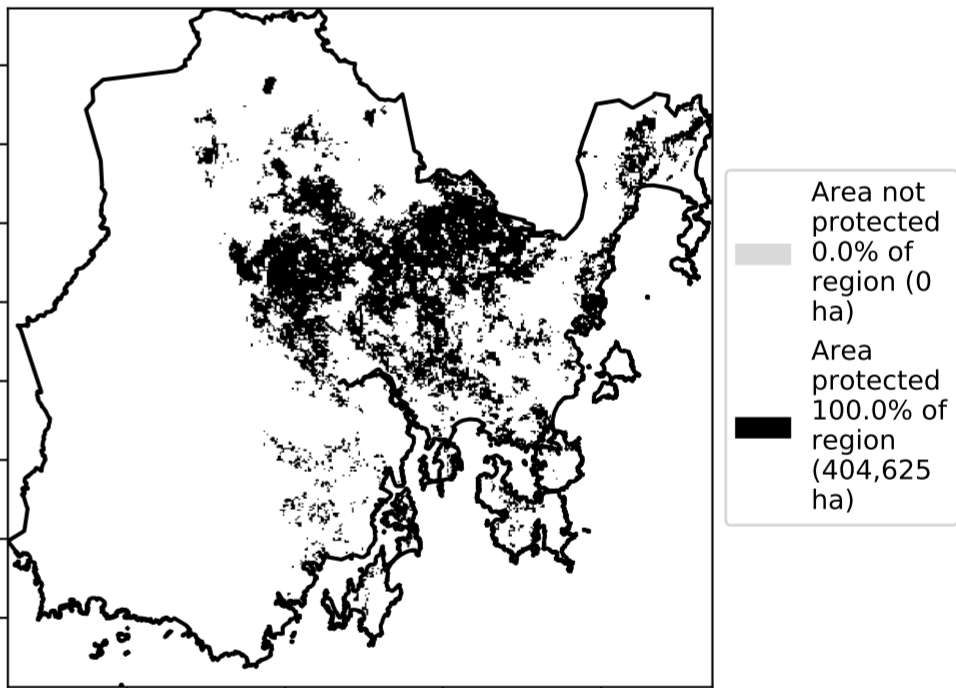 Area not
protected
0.0% of
region (0
ha)
Area
protected
100.0% of
region
(404,625
ha)